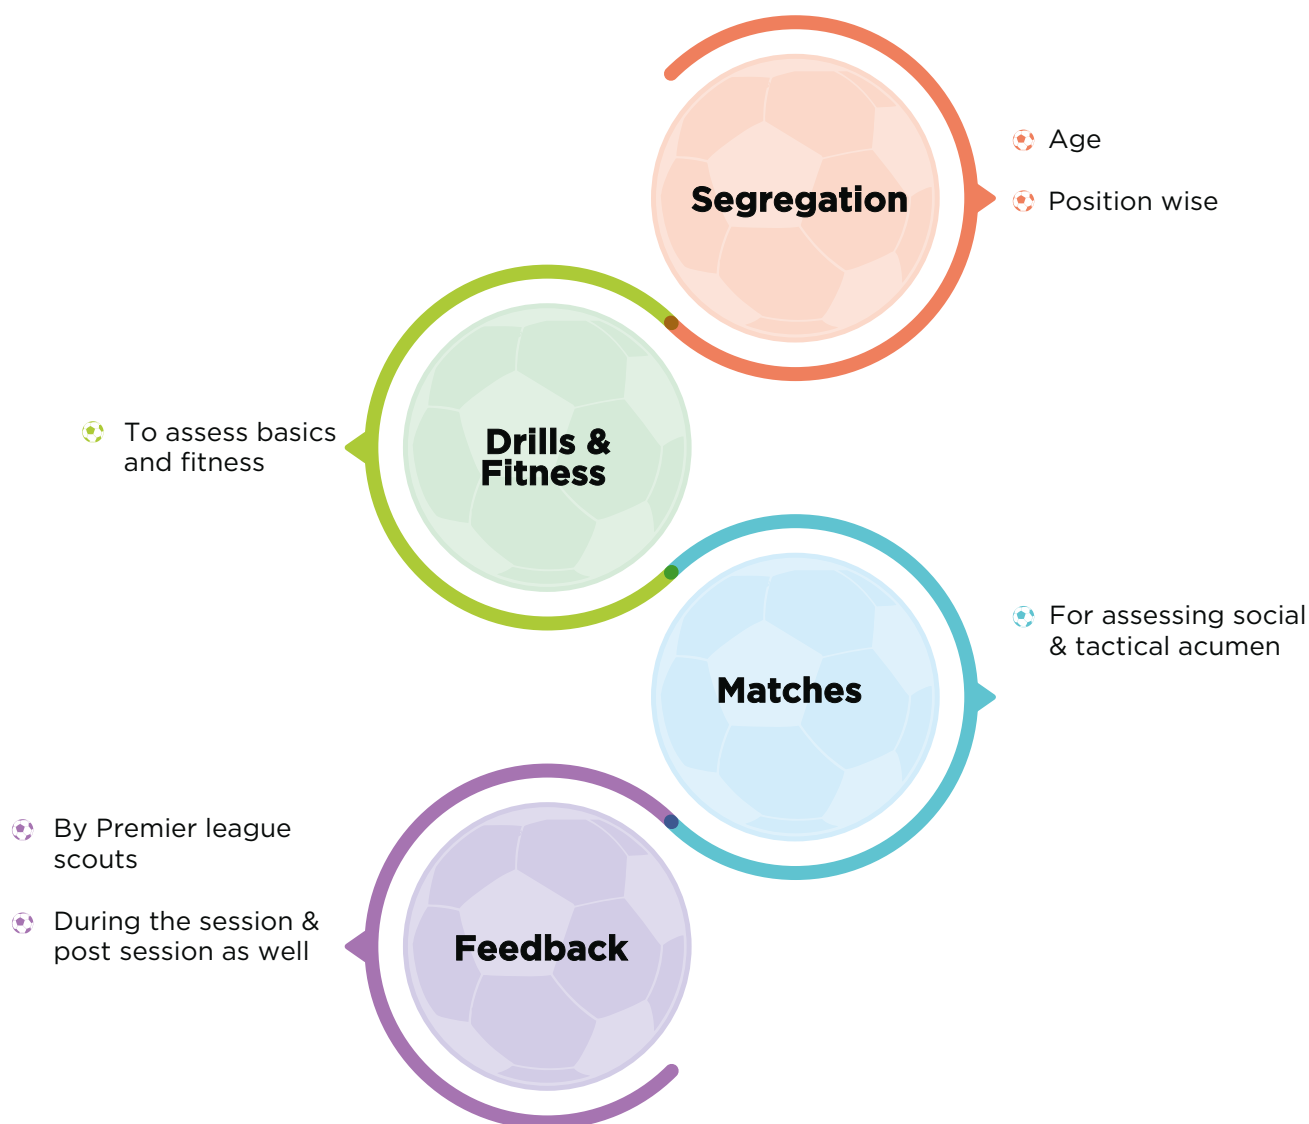 Segregation
Age
Position wise
Drills &
Fitness
To assess basics
and fitness
Matches
For assessing social
& tactical acumen
Feedback
By Premier league
scouts
During the session &
post session as well